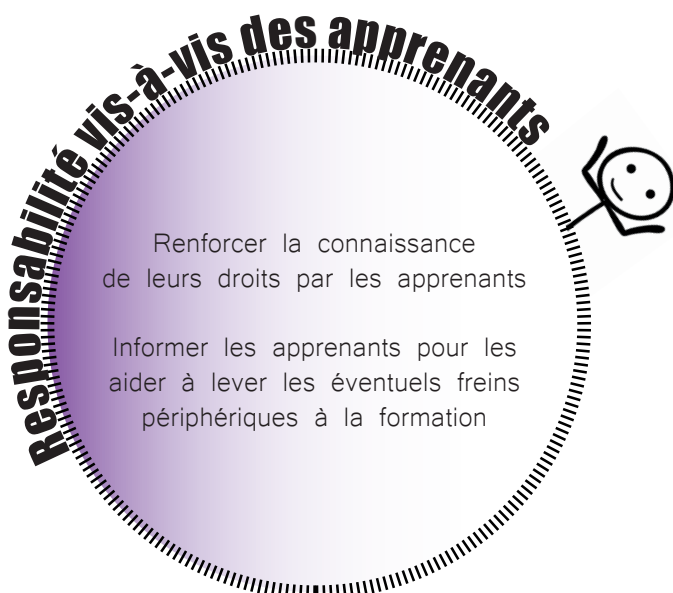 Responsabilité vis-à-vis des apprenants
Renforcer la connaissance
de leurs droits par les apprenants
Informer les apprenants pour les
aider à lever les éventuels freins
périphériques à la formation